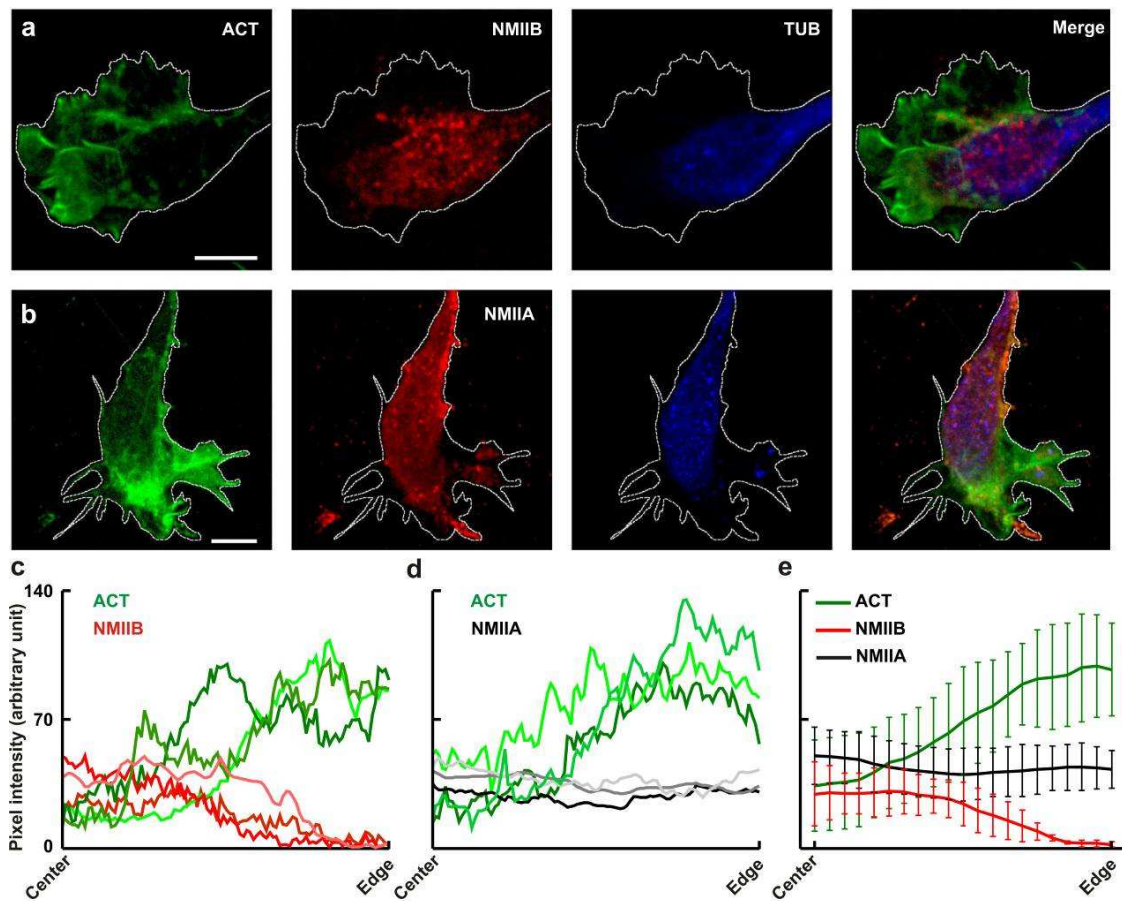 a
ACT
NMIIB
TUB
Merge
b
NMIIA
c
d
e
Pixel intensity (arbitrary unit)
140
70
0
ACT
NMIIB
Center
Edge
ACT
NMIIA
Center
Edge
ACT
NMIIB
NMIIA
Center
Edge